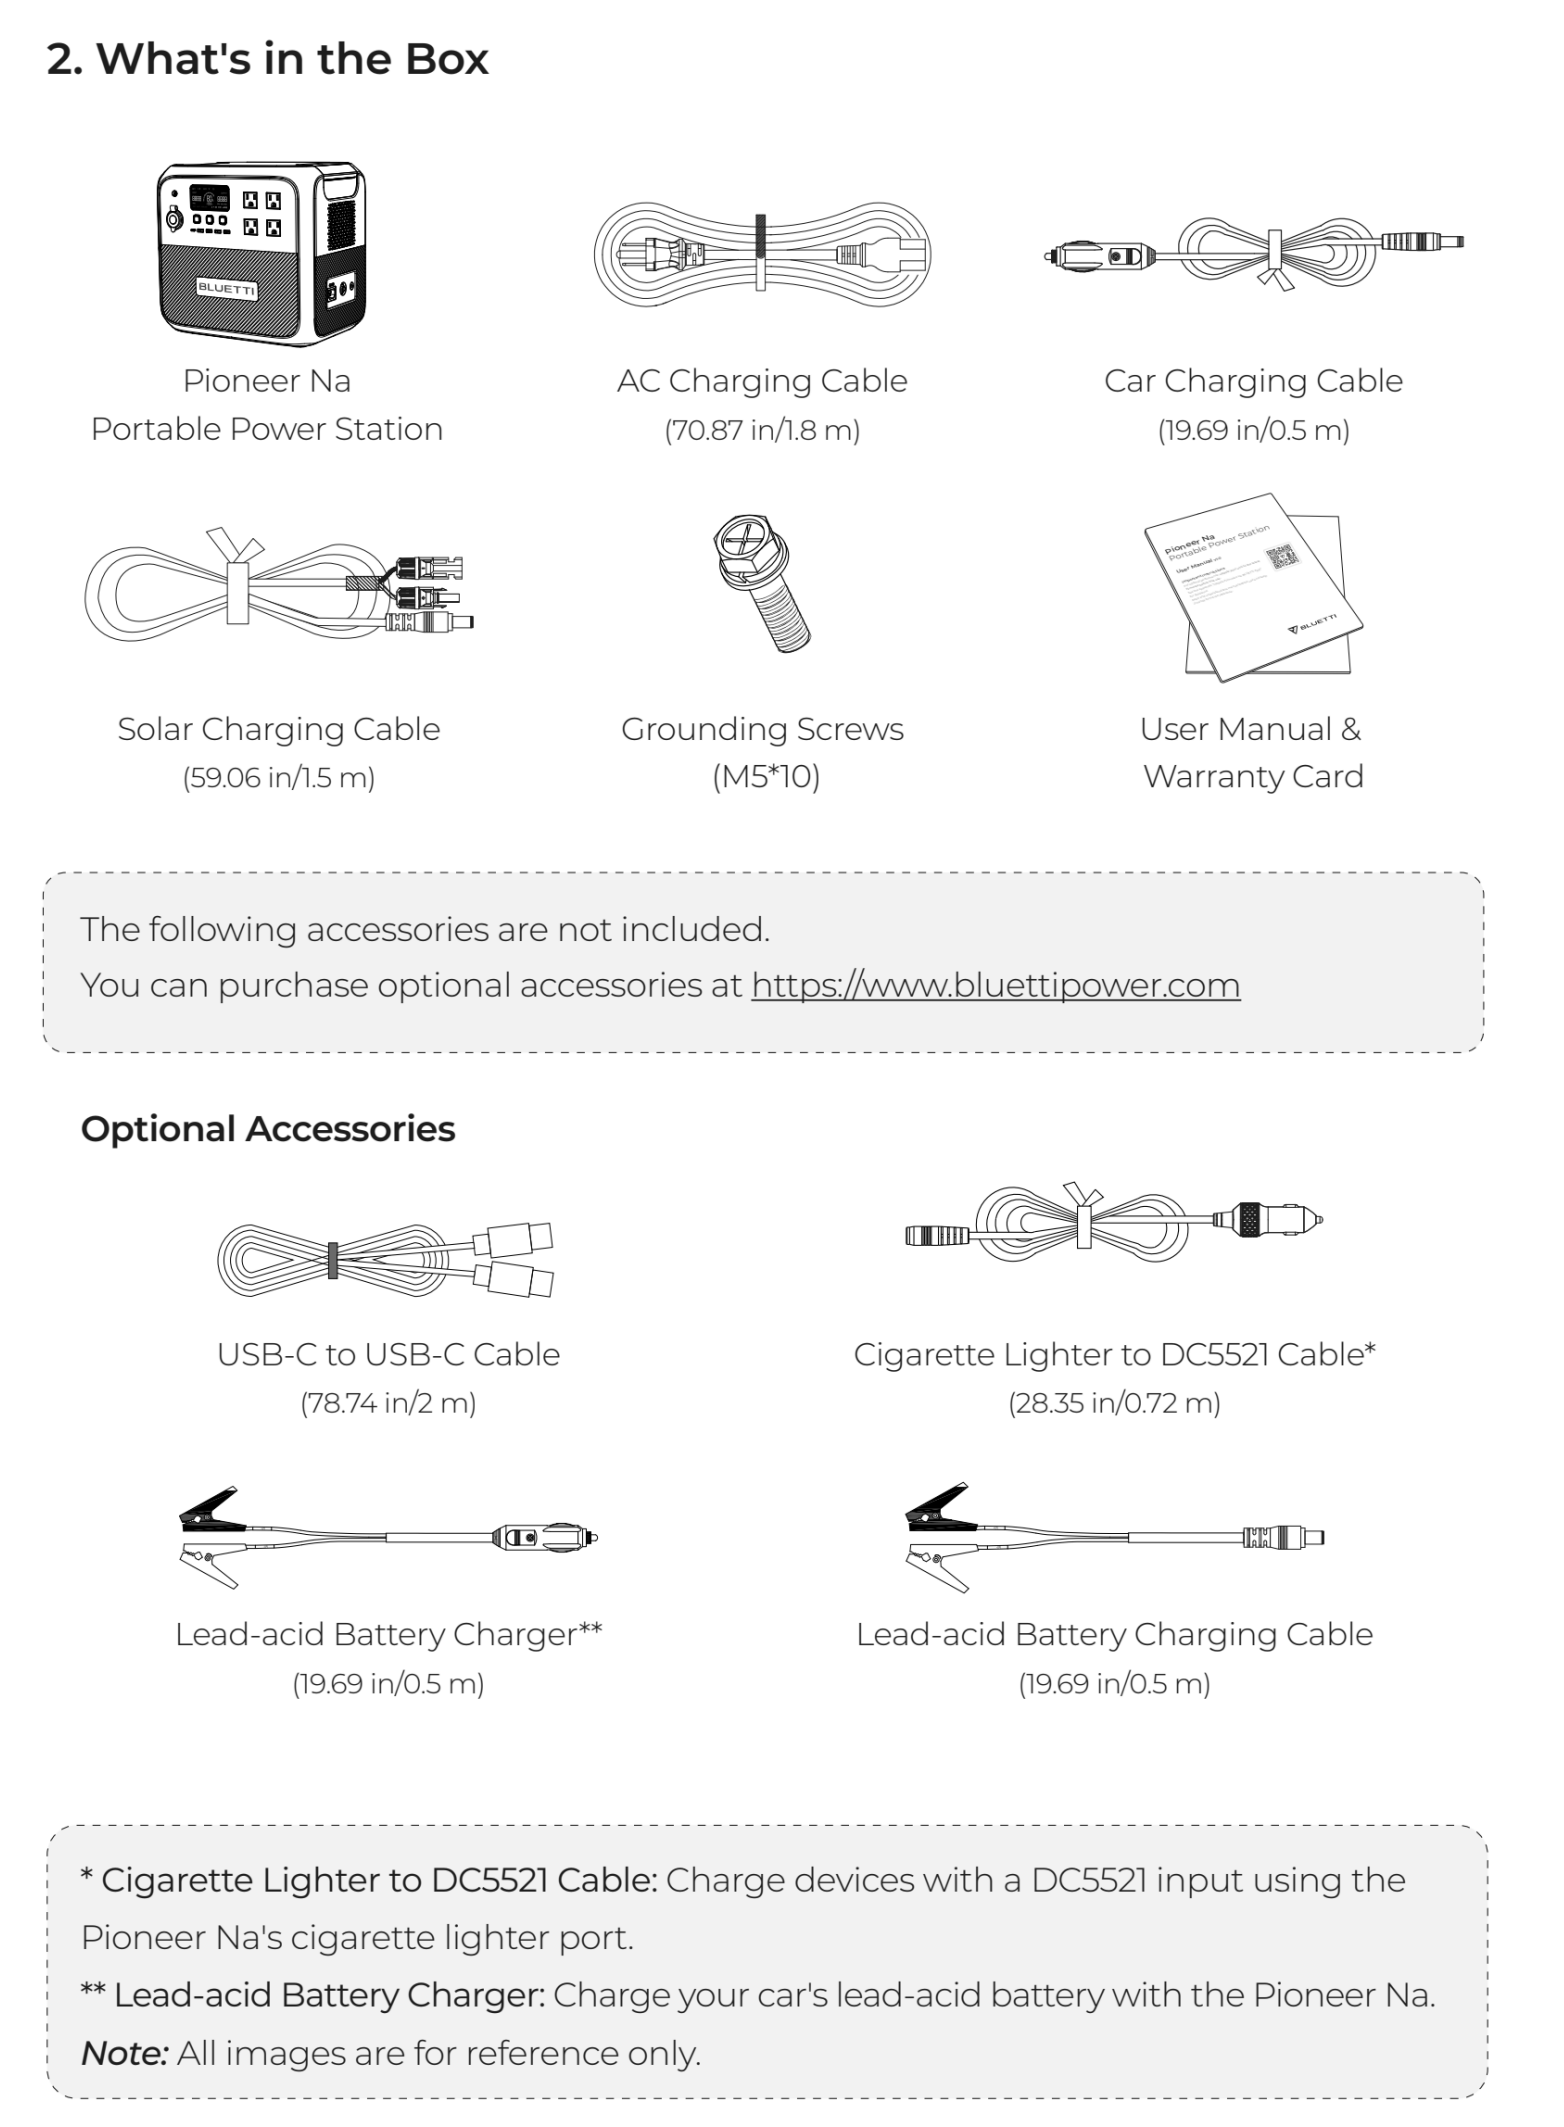 2. What's in the Box
BLUETTI
Pioneer Na
Portable Power Station
AC Charging Cable
(70.87 in/1.8 m)
Car Charging Cable
(19.69 in/0.5 m)
Pioneer Na
Portable Power Station
User Manual
BLUETTI
Solar Charging Cable
(59.06 in/1.5 m)
Grounding Screws
(M5*10)
User Manual &
Warranty Card
The following accessories are not included.
You can purchase optional accessories at https://www.bluettipower.com
Optional Accessories
USB-C to USB-C Cable
(78.74 in/2 m)
Cigarette Lighter to DC5521 Cable*
(28.35 in/0.72 m)
Lead-acid Battery Charger**
(19.69 in/0.5 m)
Lead-acid Battery Charging Cable
(19.69 in/0.5 m)
* Cigarette Lighter to DC5521 Cable: Charge devices with a DC5521 input using the
Pioneer Na's cigarette lighter port.
** Lead-acid Battery Charger: Charge your car's lead-acid battery with the Pioneer Na.
Note: All images are for reference only.